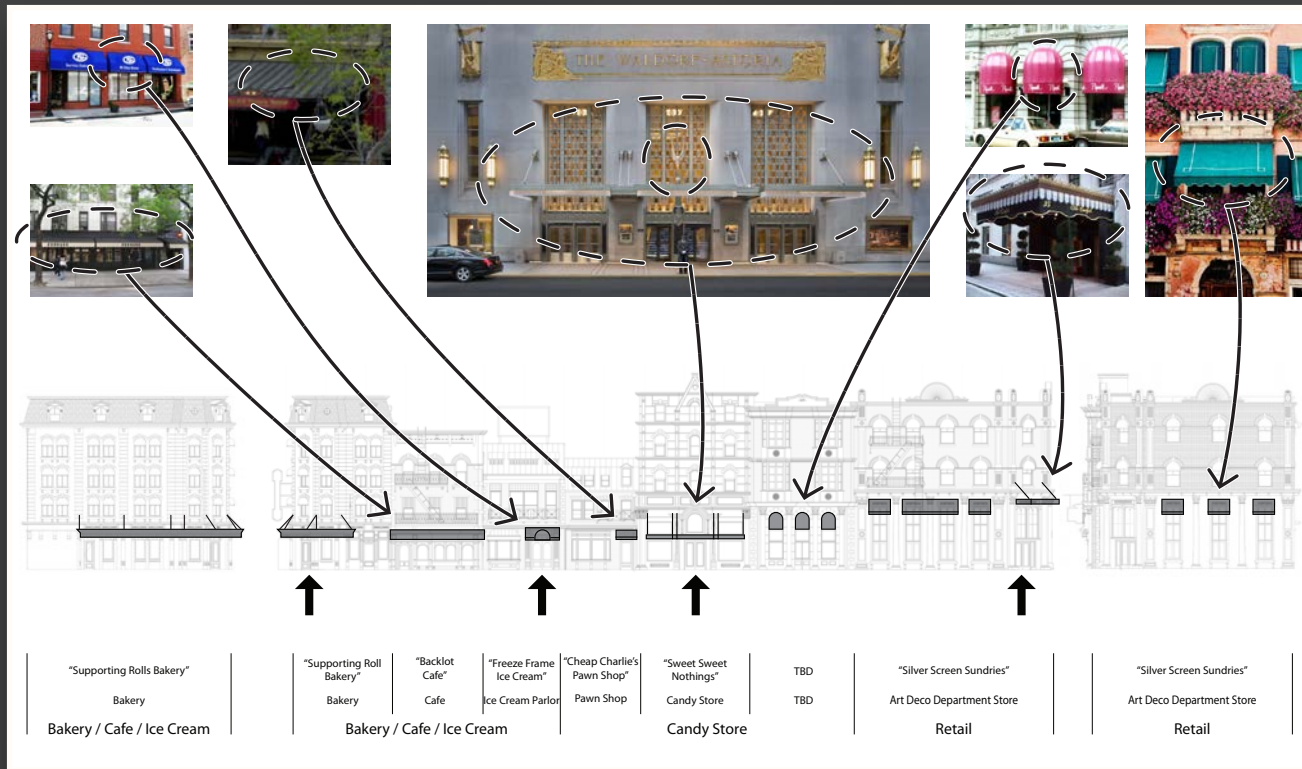 THE WALDORF-ASTORIA
"Supporting Rolls Bakery"
Bakery
Bakery / Cafe / Ice Cream
"Supporting Roll
Bakery"
Bakery
"Backlot
Cafe"
Cafe
"Freeze Frame
Ice Cream"
Ice Cream Parlor
Bakery / Cafe / Ice Cream
"Cheap Charlie's
Pawn Shop"
Pawn Shop
"Sweet Sweet
Nothings"
Candy Store
TBD
TBD
Candy Store
"Silver Screen Sundries"
Art Deco Department Store
Retail
"Silver Screen Sundries"
Art Deco Department Store
Retail